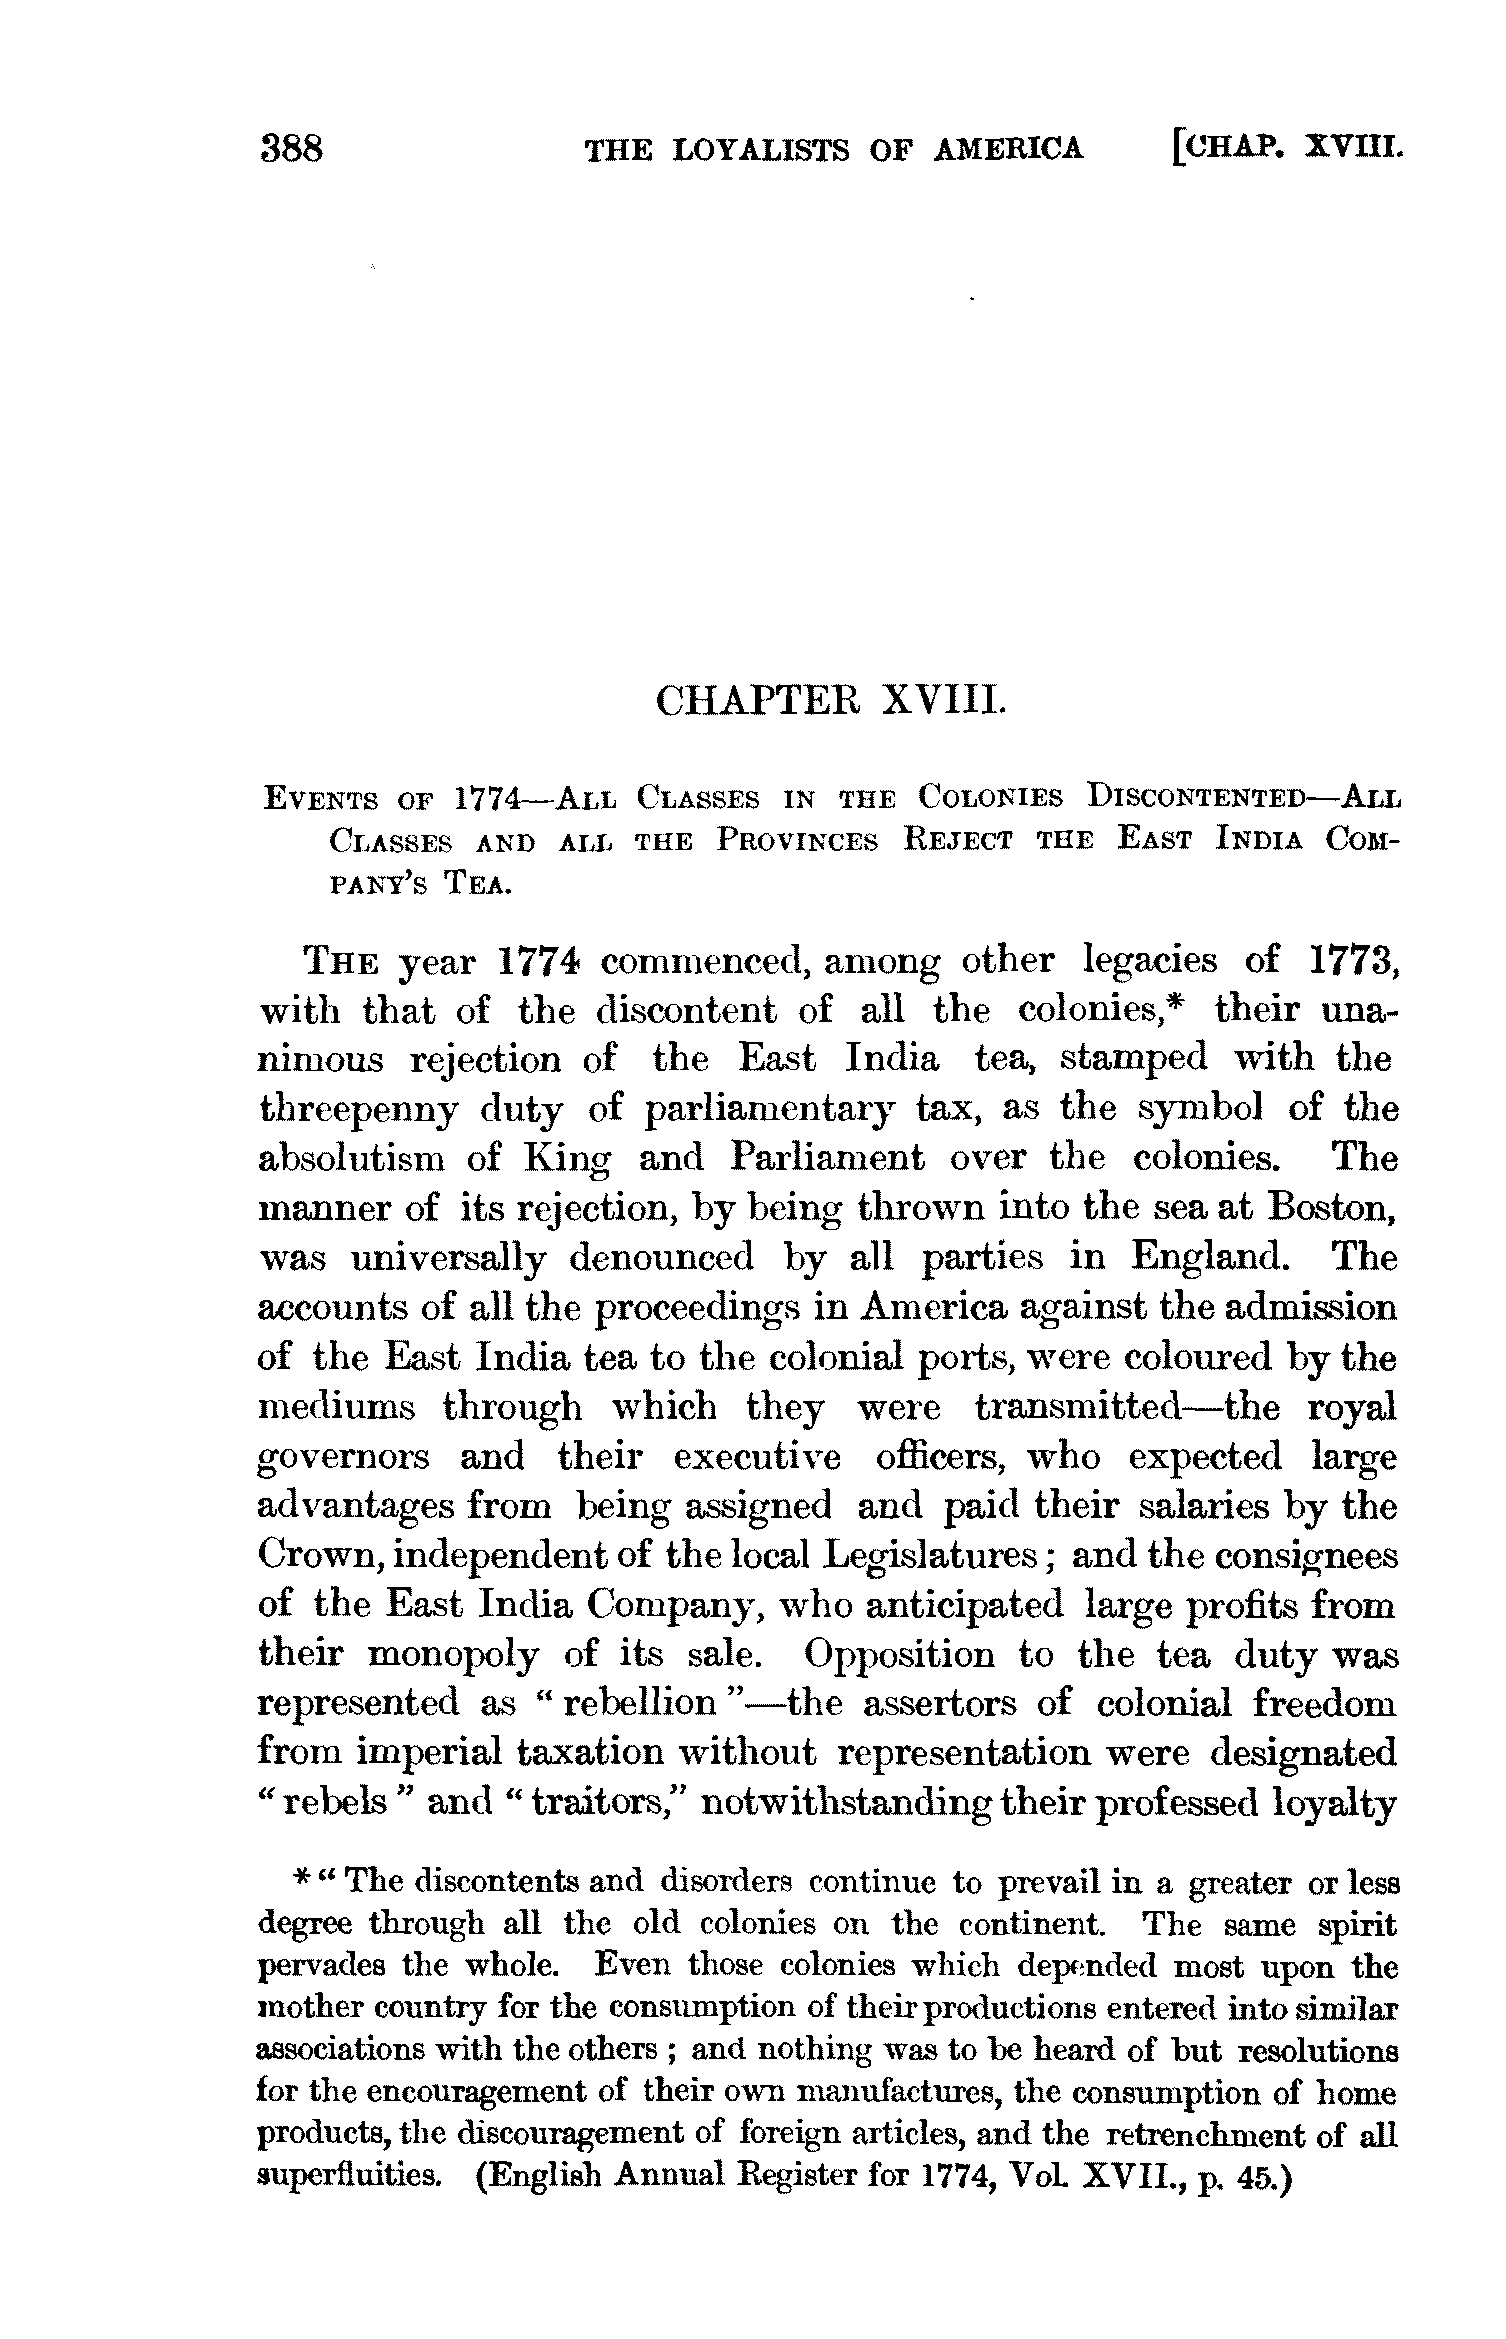 388 THE LOYALISTS OF AMERICA [CHAP. XVIII.
CHAPTER XVIII.
EVENTS OF 1774—ALL CLASSES IN THE COLONIES DISCONTENTED—ALL
CLASSES AND ALL THE PROVINCES REJECT THE EAST INDIA COM-
PANY'S TEA.
THE year 1774 commenced, among other legacies of 1773,
with that of the discontent of all the colonies,* their una-
nimous rejection of the East India tea, stamped with the
threepenny duty of parliamentary tax, as the symbol of the
absolutism of King and Parliament over the colonies. The
manner of its rejection, by being thrown into the sea at Boston,
was universally denounced by all parties in England. The
accounts of all the proceedings in America against the admission
of the East India tea to the colonial ports, were coloured by the
mediums through which they were transmitted—the royal
governors and their executive officers, who expected large
advantages from being assigned and paid their salaries by the
Crown, independent of the local Legislatures; and the consignees
of the East India Company, who anticipated large profits from
their monopoly of its sale. Opposition to the tea duty was
represented as "rebellion"—the assertors of colonial freedom
from imperial taxation without representation were designated
"rebels" and "traitors," notwithstanding their professed loyalty
* "The discontents and disorders continue to prevail in a greater or less
degree through all the old colonies on the continent. The same spirit
pervades the whole. Even those colonies which depended most upon the
mother country for the consumption of their productions entered into similar
associations with the others; and nothing was to be heard of but resolutions
for the encouragement of their own manufactures, the consumption of home
products, the discouragement of foreign articles, and the retrenchment of all
superfluities. (English Annual Register for 1774, Vol. XVII., p. 45.)